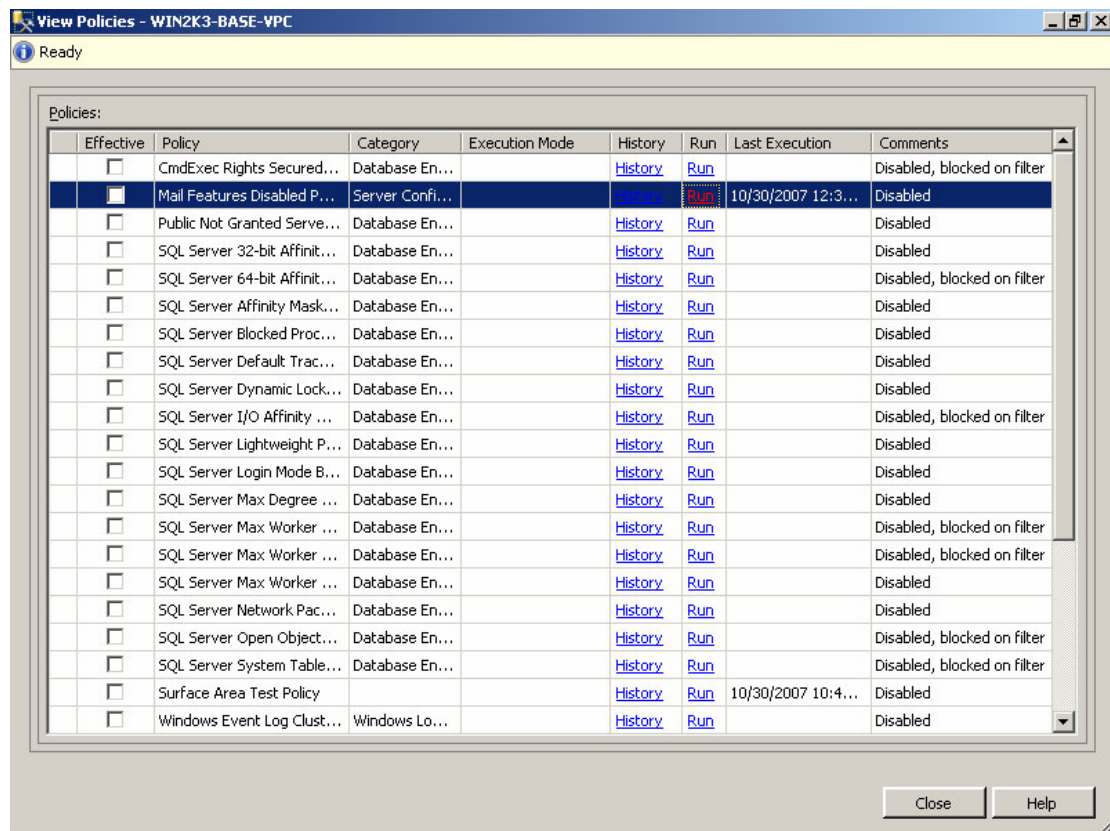 View Policies - WIN2K3-BASE-VPC
Ready
Policies:
Effective Policy Category Execution Mode History Run Last Execution Comments
CmdExec Rights Secured... Database En... History Run Disabled, blocked on filter
Mail Features Disabled P... Server Confi... History Run 10/30/2007 12:3... Disabled
Public Not Granted Serve... Database En... History Run Disabled
SQL Server 32-bit Affinit... Database En... History Run Disabled
SQL Server 64-bit Affinit... Database En... History Run Disabled, blocked on filter
SQL Server Affinity Mask... Database En... History Run Disabled
SQL Server Blocked Proc... Database En... History Run Disabled
SQL Server Default Trac... Database En... History Run Disabled
SQL Server Dynamic Lock... Database En... History Run Disabled
SQL Server I/O Affinity ... Database En... History Run Disabled, blocked on filter
SQL Server Lightweight P... Database En... History Run Disabled
SQL Server Login Mode B... Database En... History Run Disabled
SQL Server Max Degree ... Database En... History Run Disabled
SQL Server Max Worker ... Database En... History Run Disabled, blocked on filter
SQL Server Max Worker ... Database En... History Run Disabled, blocked on filter
SQL Server Max Worker ... Database En... History Run Disabled
SQL Server Network Pac... Database En... History Run Disabled
SQL Server Open Object... Database En... History Run Disabled, blocked on filter
SQL Server System Table... Database En... History Run Disabled, blocked on filter
Surface Area Test Policy History Run 10/30/2007 10:4... Disabled
Windows Event Log Clust... Windows Lo... History Run Disabled
Close Help